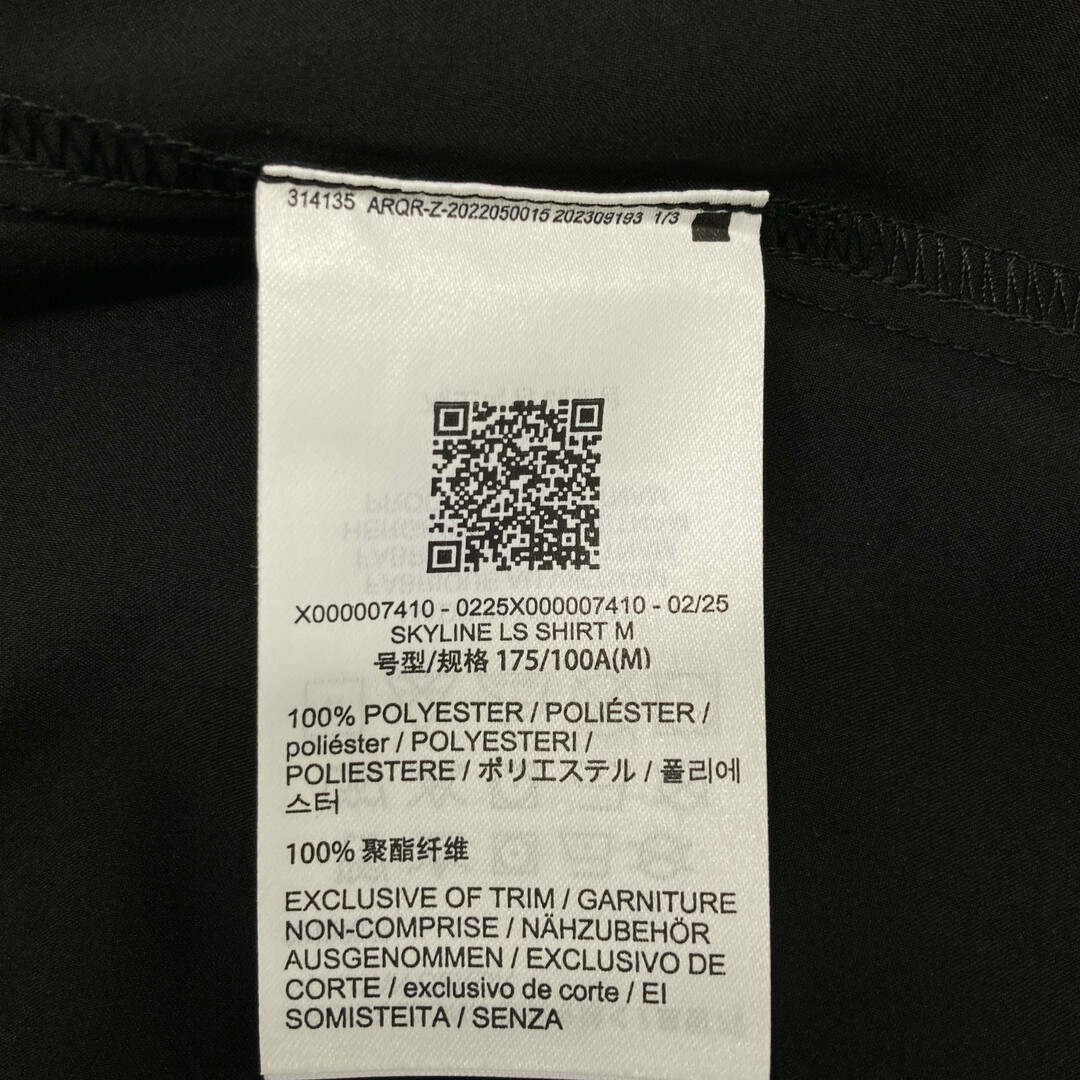 314135 ARQR-Z-2022050015 202309193 1/3
X000007410 - 0225X000007410 - 02/25
SKYLINE LS SHIRT M
号型/规格 175/100A(M)
100% POLYESTER / POLIÉSTER /
poliéster / POLYESTERI /
POLIESTERE / ポリエステル / 폴리에
스터
100% 聚酯纤维
EXCLUSIVE OF TRIM / GARNITURE
NON-COMPRISE / NÄHZUBEHÖR
AUSGENOMMEN / EXCLUSIVO DE
CORTE / exclusivo de corte / EI
SOMISTEITA / SENZA